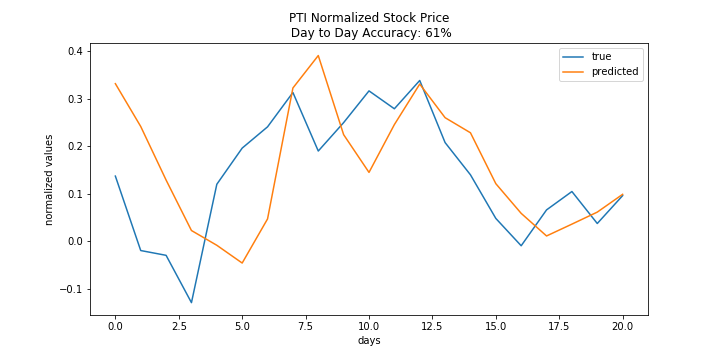 PTI Normalized Stock Price
Day to Day Accuracy: 61%
true
predicted
normalized values
0.4
0.3
0.2
0.1
0.0
−0.1
0.0 2.5 5.0 7.5 10.0 12.5 15.0 17.5 20.0
days